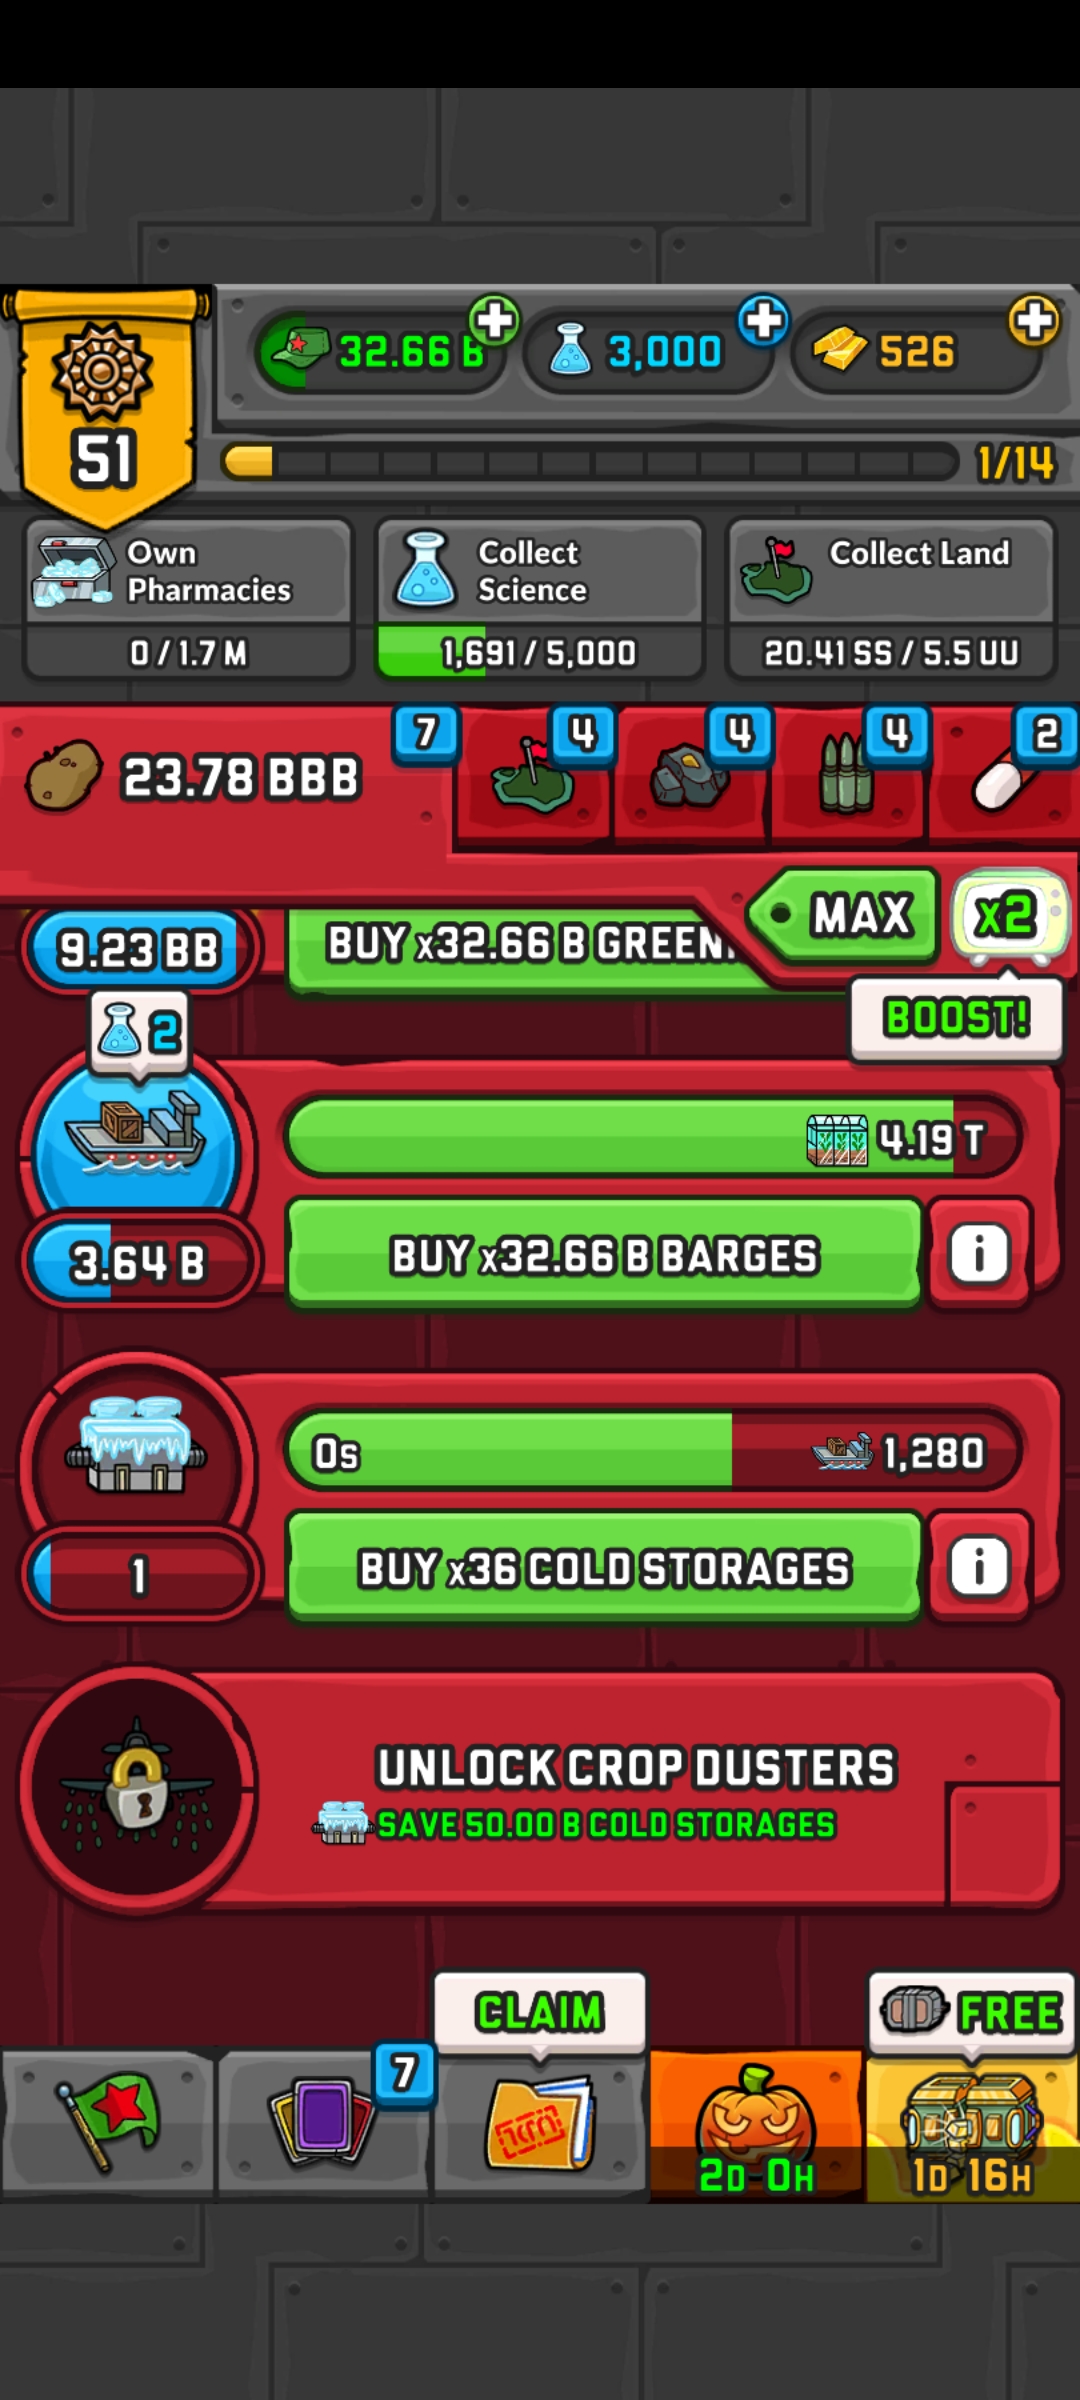 32.66 B
3,000
526
51
1/14
Own
Pharmacies
0 / 1.7 M
Collect
Science
1,691 / 5,000
Collect Land
20.41 SS / 5.5 UU
23.78 BBB
7
4
4
4
2
MAX
x2
BOOST!
9.23 BB
BUY x32.66 B GREEN
2
4.19 T
3.64 B
BUY x32.66 B BARGES
i
0s
1,280
1
BUY x36 COLD STORAGES
i
UNLOCK CROP DUSTERS
SAVE 50.00 B COLD STORAGES
CLAIM
FREE
7
2D 0H
1D 16H